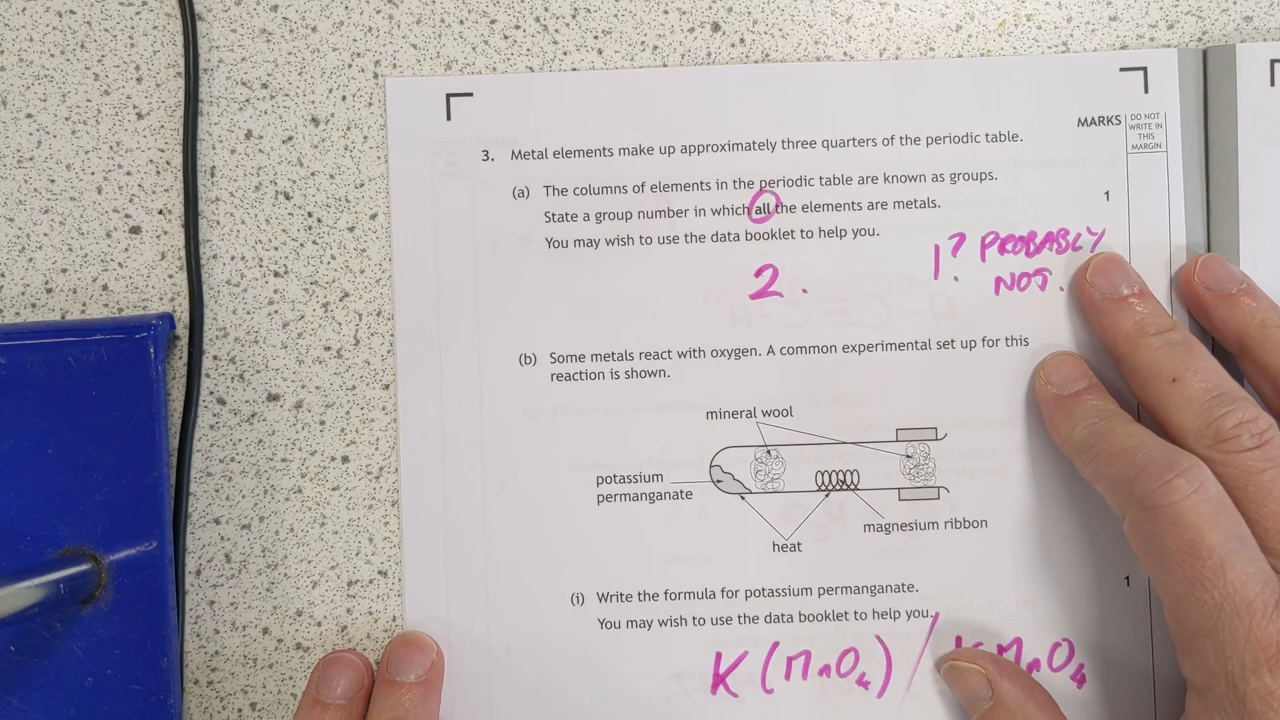 MARKS
DO NOT
WRITE IN
THIS
MARGIN
3. Metal elements make up approximately three quarters of the periodic table.
(a) The columns of elements in the periodic table are known as groups.
State a group number in which all the elements are metals.
1
You may wish to use the data booklet to help you.
2.
1? PROBABLY
NOT.
(b) Some metals react with oxygen. A common experimental set up for this
reaction is shown.
mineral wool
potassium
permanganate
magnesium ribbon
heat
(i) Write the formula for potassium permanganate.
1
You may wish to use the data booklet to help you.
K (MnO₄) / KMnO₄